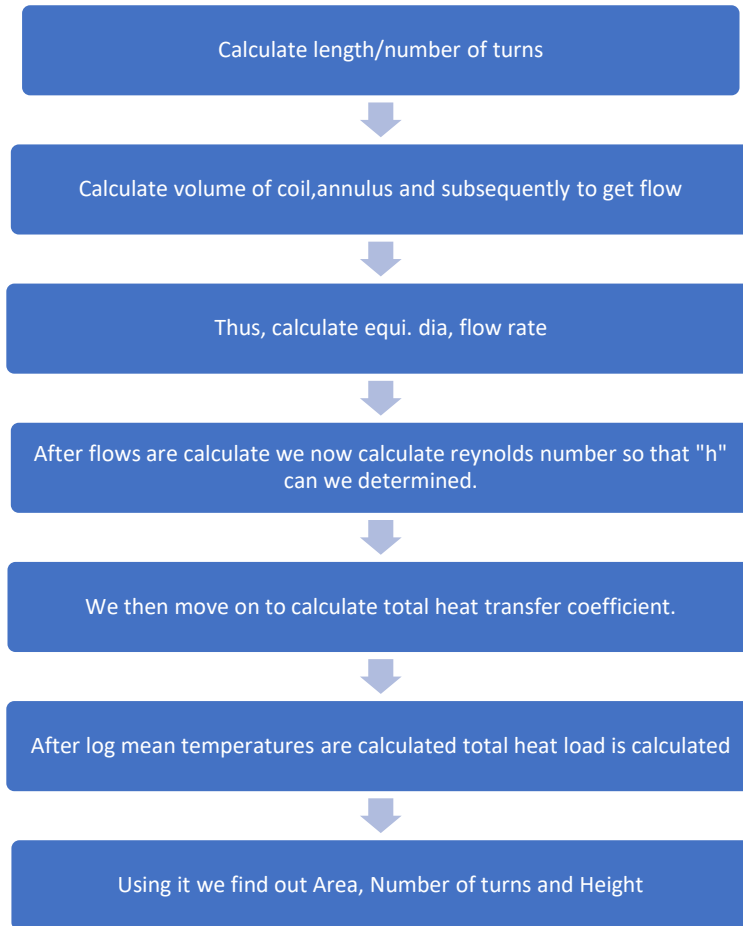 Calculate length/number of turns
Calculate volume of coil,annulus and subsequently to get flow
Thus, calculate equi. dia, flow rate
After flows are calculate we now calculate reynolds number so that "h"
can we determined.
We then move on to calculate total heat transfer coefficient.
After log mean temperatures are calculated total heat load is calculated
Using it we find out Area, Number of turns and Height